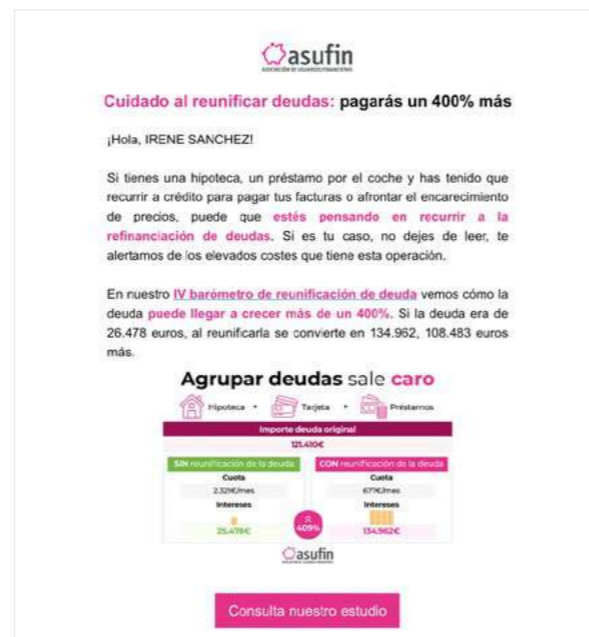 asufin
ASOCIACIÓN DE USUARIOS FINANCIEROS
Cuidado al reunificar deudas: pagarás un 400% más
¡Hola, IRENE SANCHEZ!
Si tienes una hipoteca, un préstamo por el coche y has tenido que
recurrir a crédito para pagar tus facturas o afrontar el encarecimiento
de precios, puede que estés pensando en recurrir a la
refinanciación de deudas. Si es tu caso, no dejes de leer, te
alertamos de los elevados costes que tiene esta operación.
En nuestro IV barómetro de reunificación de deuda vemos cómo la
deuda puede llegar a crecer más de un 400%. Si la deuda era de
26.478 euros, al reunificarla se convierte en 134.962, 108.483 euros
más.
Agrupar deudas sale caro
Hipoteca + Tarjeta + Préstamos
Importe deuda original
121.410€
SIN reunificación de la deuda CON reunificación de la deuda
Cuota Cuota
2.321€/mes 677€/mes
Intereses Intereses
409%
25.478€ 134.962€
asufin
Consulta nuestro estudio